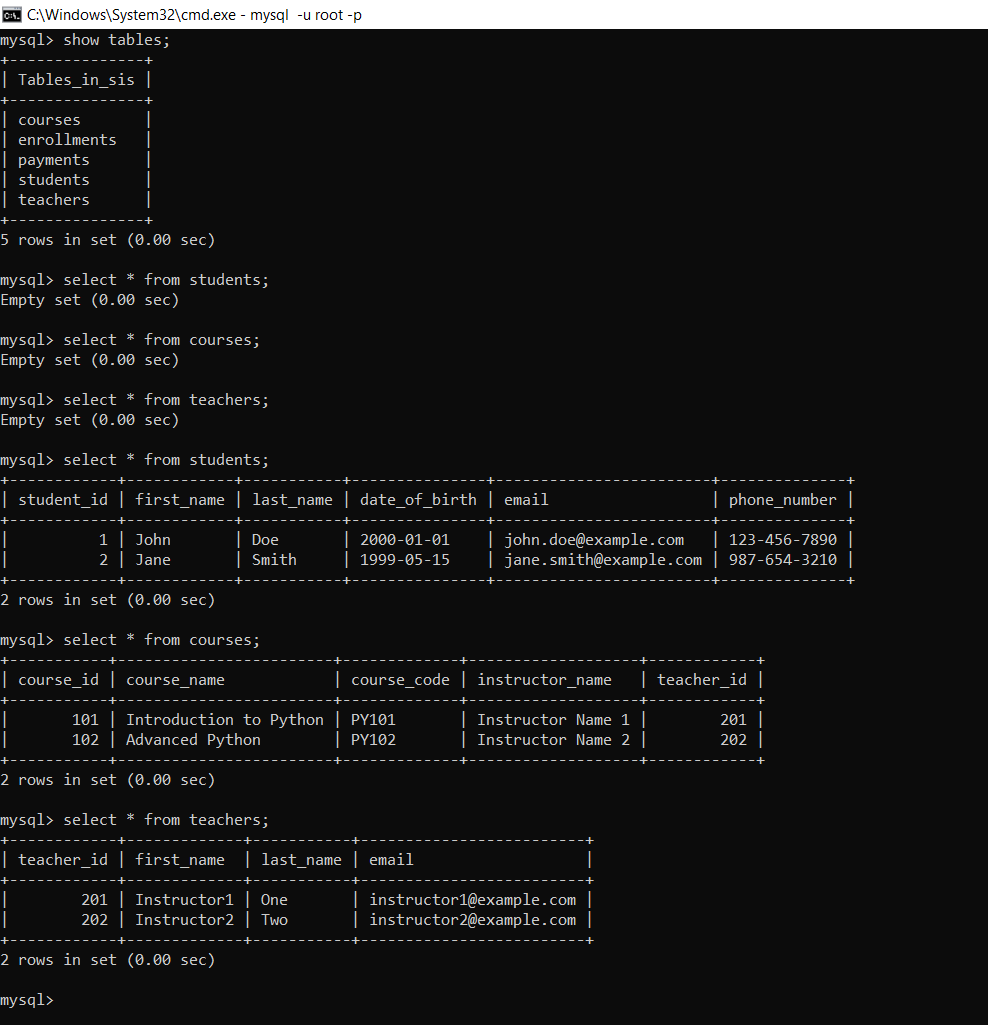 C:\Windows\System32\cmd.exe - mysql  -u root -p
mysql> show tables;
+---------------+
| Tables_in_sis |
+---------------+
| courses       |
| enrollments   |
| payments      |
| students      |
| teachers      |
+---------------+
5 rows in set (0.00 sec)

mysql> select * from students;
Empty set (0.00 sec)

mysql> select * from courses;
Empty set (0.00 sec)

mysql> select * from teachers;
Empty set (0.00 sec)

mysql> select * from students;
+------------+------------+-----------+---------------+------------------------+--------------+
| student_id | first_name | last_name | date_of_birth | email                  | phone_number |
+------------+------------+-----------+---------------+------------------------+--------------+
|          1 | John       | Doe       | 2000-01-01    | john.doe@example.com   | 123-456-7890 |
|          2 | Jane       | Smith     | 1999-05-15    | jane.smith@example.com | 987-654-3210 |
+------------+------------+-----------+---------------+------------------------+--------------+
2 rows in set (0.00 sec)

mysql> select * from courses;
+-----------+------------------------+-------------+-------------------+------------+
| course_id | course_name            | course_code | instructor_name   | teacher_id |
+-----------+------------------------+-------------+-------------------+------------+
|       101 | Introduction to Python | PY101       | Instructor Name 1 |        201 |
|       102 | Advanced Python        | PY102       | Instructor Name 2 |        202 |
+-----------+------------------------+-------------+-------------------+------------+
2 rows in set (0.00 sec)

mysql> select * from teachers;
+------------+-------------+-----------+-------------------------+
| teacher_id | first_name  | last_name | email                   |
+------------+-------------+-----------+-------------------------+
|        201 | Instructor1 | One       | instructor1@example.com |
|        202 | Instructor2 | Two       | instructor2@example.com |
+------------+-------------+-----------+-------------------------+
2 rows in set (0.00 sec)

mysql>